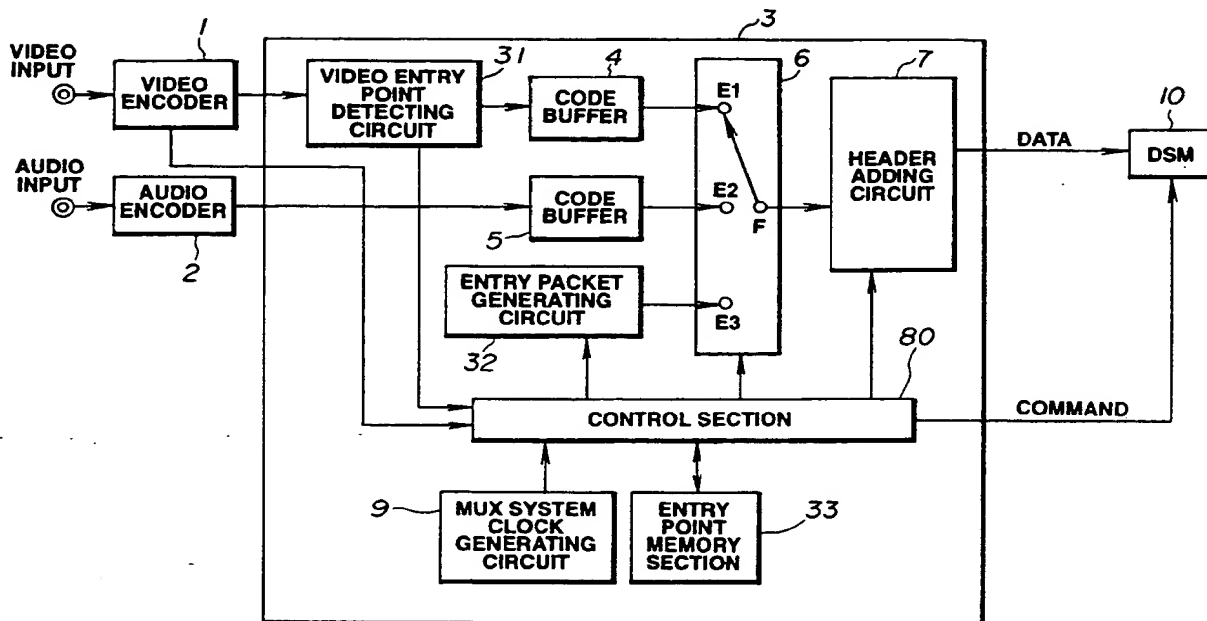 1
3
VIDEO
INPUT
VIDEO
ENCODER
31
VIDEO ENTRY
POINT
DETECTING
CIRCUIT
4
CODE
BUFFER
6
E1
7
HEADER
ADDING
CIRCUIT
DATA
10
DSM
AUDIO
INPUT
AUDIO
ENCODER
2
CODE
BUFFER
5
E2
F
ENTRY PACKET
GENERATING
CIRCUIT
32
E3
80
CONTROL SECTION
COMMAND
9
MUX SYSTEM
CLOCK
GENERATING
CIRCUIT
ENTRY
POINT
MEMORY
SECTION
33